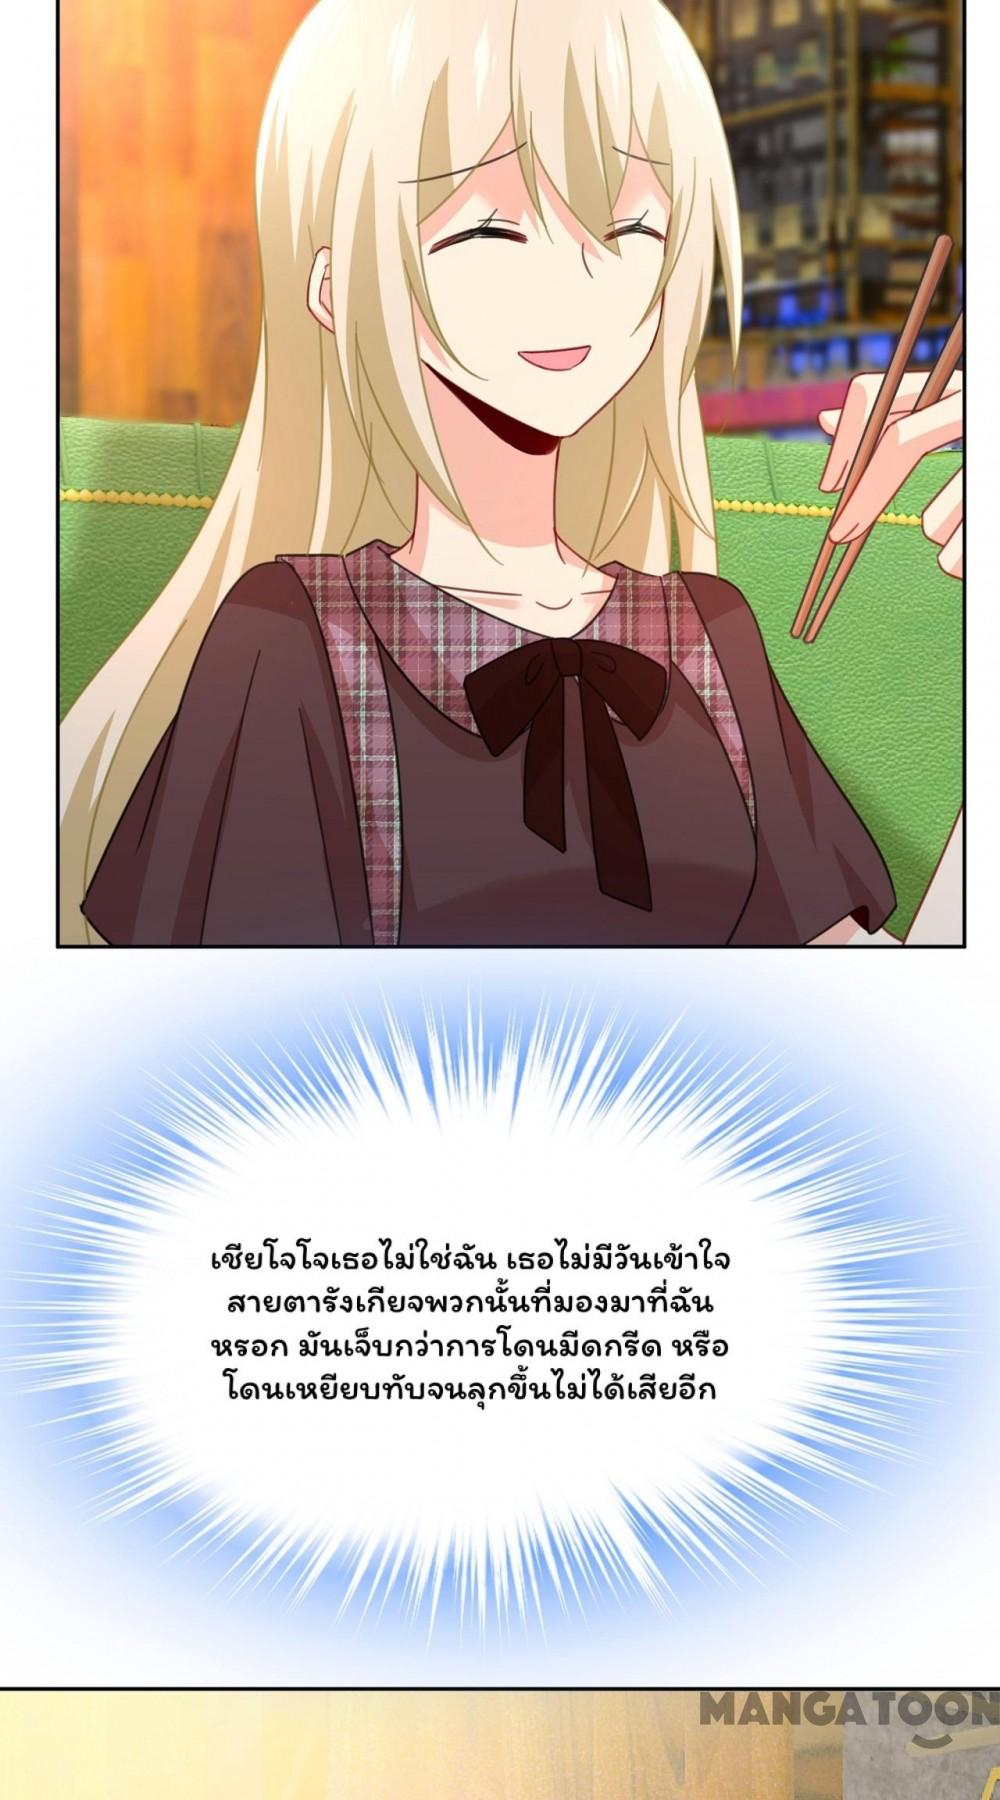 เชียโจโจเธอไม่ใช่ฉัน เธอไม่มีวันเข้าใจ
สายตารังเกียจพวกนั้นที่มองมาที่ฉัน
หรอก มันเจ็บกว่าการโดนมีดกรีด หรือ
โดนเหยียบทับจนลุกขึ้นไม่ได้เสียอีก
MANGATOON